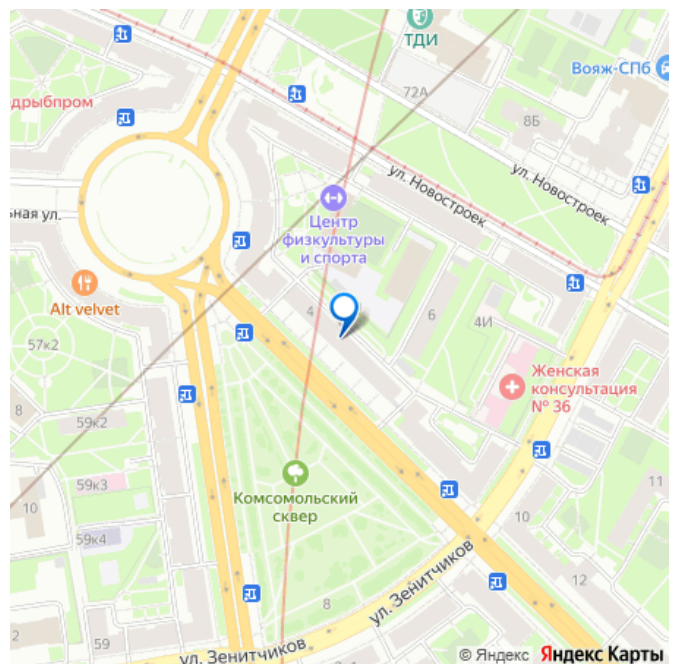 ТДИ
Вояж-СПб
72А
8Б
дрыбпром
ул. Новостроек
ул. Новостроек
ьная ул.
Центр
физкультуры
и спорта
Alt velvet
4
6
4И
57к2
Женская
консультация
№ 36
8
59к2
Комсомольский
сквер
59к3
11
10
10
59к4
12
8
ул. Зенитчиков
59
ул. Зенитчиков
© Яндекс Яндекс Карты